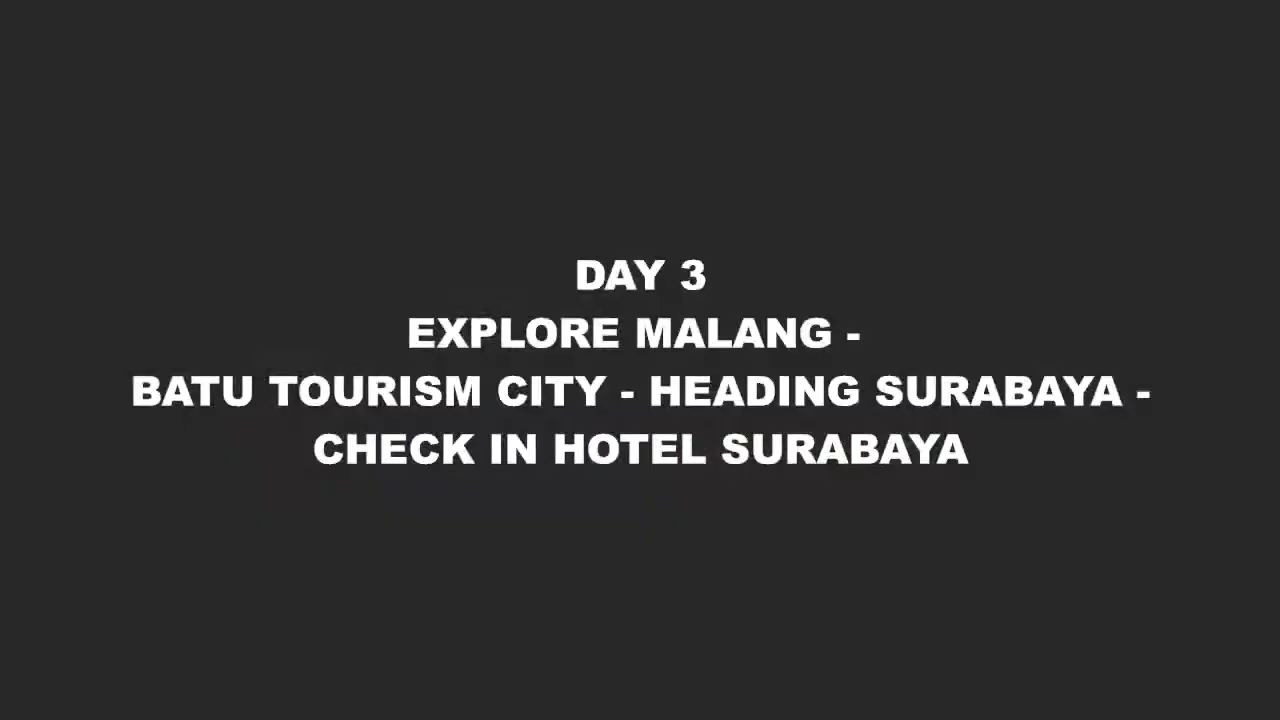 DAY 3
EXPLORE MALANG -
BATU TOURISM CITY - HEADING SURABAYA -
CHECK IN HOTEL SURABAYA